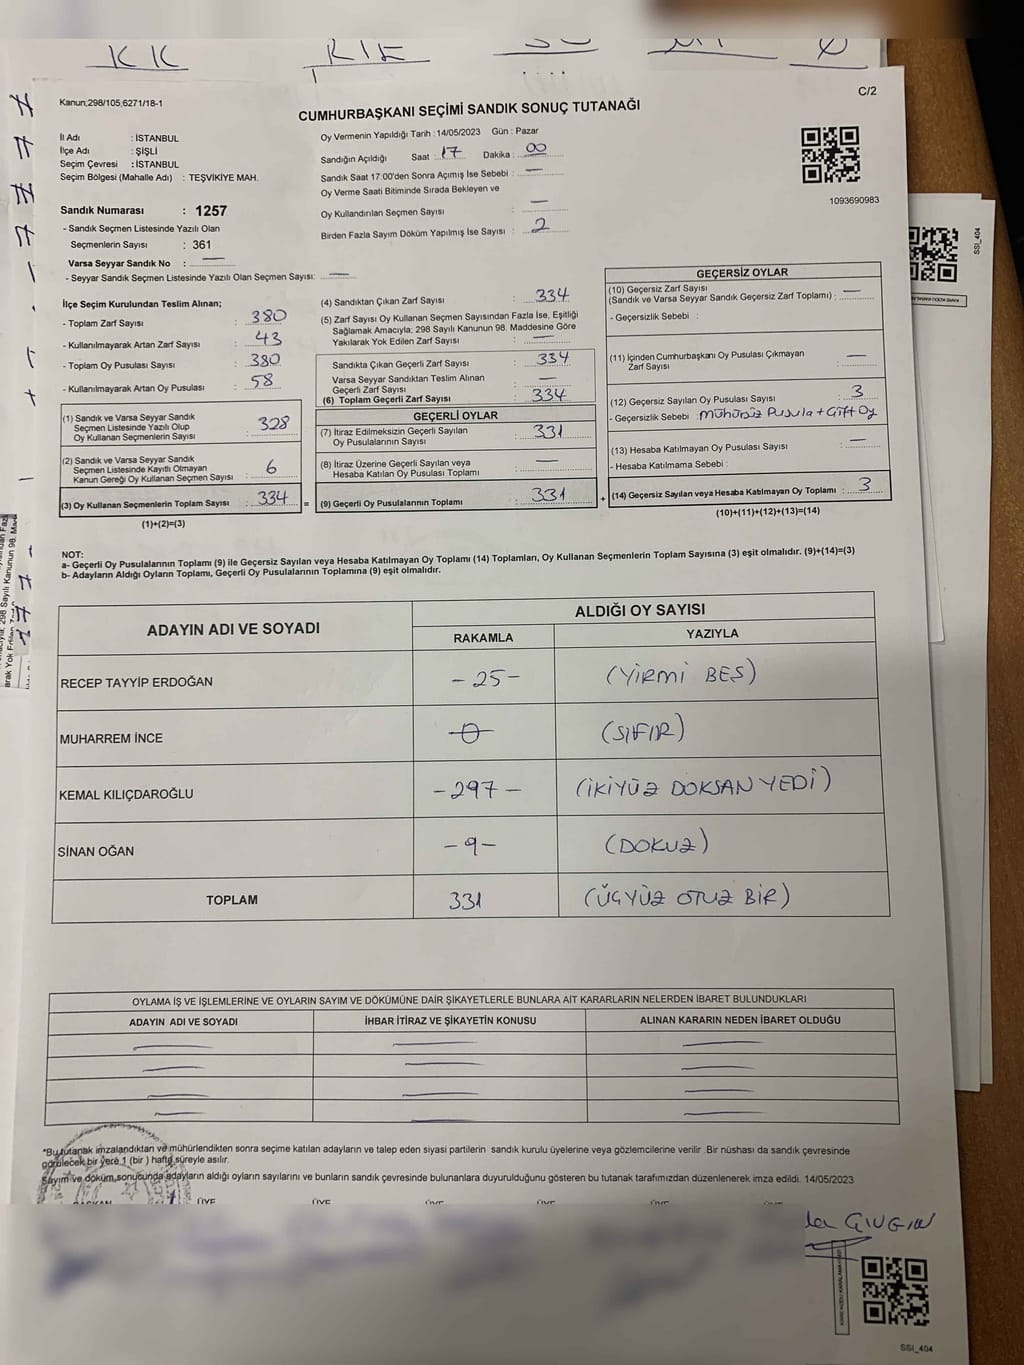 KK RTE SO Mİ 0
Kanun;298/105;6271/18-1
C/2
CUMHURBAŞKANI SEÇİMİ SANDIK SONUÇ TUTANAĞI
İl Adı : İSTANBUL
İlçe Adı : ŞİŞLİ
Seçim Çevresi : İSTANBUL
Seçim Bölgesi (Mahalle Adı) : TEŞVİKİYE MAH.
Oy Vermenin Yapıldığı Tarih : 14/05/2023 Gün : Pazar
Sandığın Açıldığı Saat : 17 Dakika : 00
Sandık Saat 17:00'den Sonra Açımış İse Sebebi : —
Oy Verme Saati Bitiminde Sırada Bekleyen ve
Oy Kullandırılan Seçmen Sayısı : —
Birden Fazla Sayım Döküm Yapılmış İse Sayısı : 2
1093690983
Sandık Numarası : 1257
- Sandık Seçmen Listesinde Yazılı Olan
Seçmenlerin Sayısı : 361
Varsa Seyyar Sandık No : —
- Seyyar Sandık Seçmen Listesinde Yazılı Olan Seçmen Sayısı: —
İlçe Seçim Kurulundan Teslim Alınan;
- Toplam Zarf Sayısı : 380
- Kullanılmayarak Artan Zarf Sayısı : 43
- Toplam Oy Pusulası Sayısı : 380
- Kullanılmayarak Artan Oy Pusulası : 58
(1) Sandık ve Varsa Seyyar Sandık
Seçmen Listesinde Yazılı Olup
Oy Kullanan Seçmenlerin Sayısı : 328
(2) Sandık ve Varsa Seyyar Sandık
Seçmen Listesinde Kayıtlı Olmayan
Kanun Gereği Oy Kullanan Seçmen Sayısı : 6
(3) Oy Kullanan Seçmenlerin Toplam Sayısı : 334 =
(1)+(2)=(3)
(4) Sandıktan Çıkan Zarf Sayısı : 334
(5) Zarf Sayısı Oy Kullanan Seçmen Sayısından Fazla İse, Eşitliği
Sağlamak Amacıyla; 298 Sayılı Kanunun 98. Maddesine Göre
Yakılarak Yok Edilen Zarf Sayısı : —
Sandıkta Çıkan Geçerli Zarf Sayısı : 334
Varsa Seyyar Sandıktan Teslim Alınan
Geçerli Zarf Sayısı : —
(6) Toplam Geçerli Zarf Sayısı : 334
GEÇERLİ OYLAR
(7) İtiraz Edilmeksizin Geçerli Sayılan
Oy Pusulalarının Sayısı : 331
(8) İtiraz Üzerine Geçerli Sayılan veya
Hesaba Katılan Oy Pusulası Toplamı : —
(9) Geçerli Oy Pusulalarının Toplamı : 331 +
GEÇERSİZ OYLAR
(10) Geçersiz Zarf Sayısı
(Sandık ve Varsa Seyyar Sandık Geçersiz Zarf Toplamı) : —
- Geçersizlik Sebebi :
(11) İçinden Cumhurbaşkanı Oy Pusulası Çıkmayan
Zarf Sayısı : —
(12) Geçersiz Sayılan Oy Pusulası Sayısı : 3
- Geçersizlik Sebebi : Mühürsüz Pusula + Çift Oy
(13) Hesaba Katılmayan Oy Pusulası Sayısı : —
- Hesaba Katılmama Sebebi :
(14) Geçersiz Sayılan veya Hesaba Katılmayan Oy Toplamı : 3
(10)+(11)+(12)+(13)=(14)
NOT:
a- Geçerli Oy Pusulalarının Toplamı (9) ile Geçersiz Sayılan veya Hesaba Katılmayan Oy Toplamı (14) Toplamları, Oy Kullanan Seçmenlerin Toplam Sayısına (3) eşit olmalıdır. (9)+(14)=(3)
b- Adayların Aldığı Oyların Toplamı, Geçerli Oy Pusulalarının Toplamına (9) eşit olmalıdır.
ADAYIN ADI VE SOYADI ALDIĞI OY SAYISI
RAKAMLA YAZIYLA
RECEP TAYYİP ERDOĞAN - 25 - (YİRMİ BEŞ)
MUHARREM İNCE 0 (SIFIR)
KEMAL KILIÇDAROĞLU - 297 - (İKİYÜZ DOKSAN YEDİ)
SİNAN OĞAN - 9 - (DOKUZ)
TOPLAM 331 (ÜÇYÜZ OTUZ BİR)
OYLAMA İŞ VE İŞLEMLERİNE VE OYLARIN SAYIM VE DÖKÜMÜNE DAİR ŞİKAYETLERLE BUNLARA AİT KARARLARIN NELERDEN İBARET BULUNDUKLARI
ADAYIN ADI VE SOYADI İHBAR İTİRAZ VE ŞİKAYETİN KONUSU ALINAN KARARIN NEDEN İBARET OLDUĞU
*Bu tutanak imzalandıktan ve mühürlendikten sonra seçime katılan adayların ve talep eden siyasi partilerin sandık kurulu üyelerine veya gözlemcilerine verilir .Bir nüshası da sandık çevresinde
görülecek bir yere 1 (bir ) hafta süreyle asılır.
Sayım ve döküm sonucunda adayların aldığı oyların sayılarını ve bunların sandık çevresinde bulunanlara duyurulduğunu gösteren bu tutanak tarafımızdan düzenlenerek imza edildi. 14/05/2023
BAŞKAN ÜYE ÜYE ÜYE ÜYE ÜYE
SSİ_404
SSİ_404